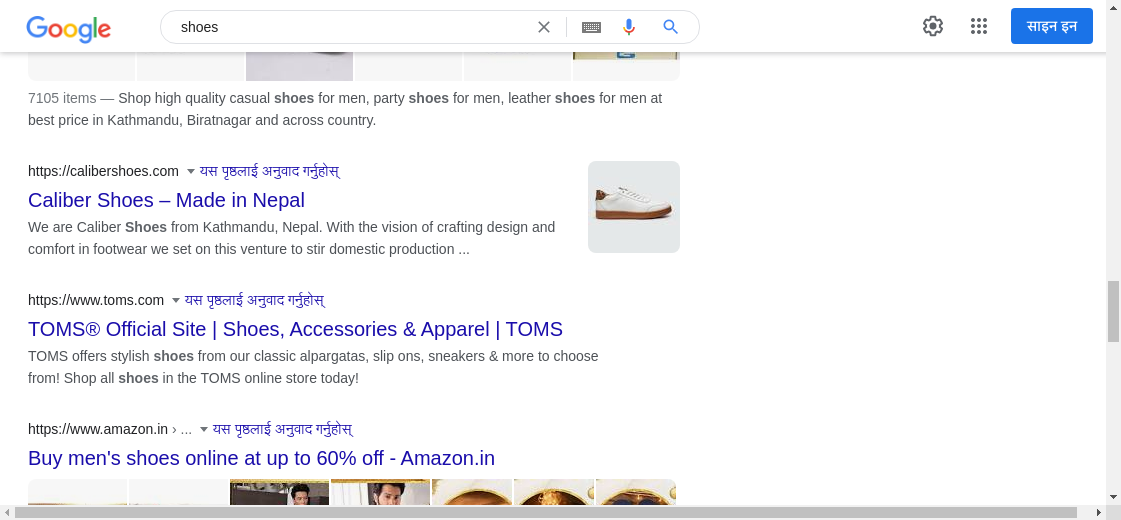 Google
shoes
साइन इन
7105 items — Shop high quality casual shoes for men, party shoes for men, leather shoes for men at
best price in Kathmandu, Biratnagar and across country.
https://calibershoes.com यस पृष्ठलाई अनुवाद गर्नुहोस्
Caliber Shoes – Made in Nepal
We are Caliber Shoes from Kathmandu, Nepal. With the vision of crafting design and
comfort in footwear we set on this venture to stir domestic production ...
https://www.toms.com यस पृष्ठलाई अनुवाद गर्नुहोस्
TOMS® Official Site | Shoes, Accessories & Apparel | TOMS
TOMS offers stylish shoes from our classic alpargatas, slip ons, sneakers & more to choose
from! Shop all shoes in the TOMS online store today!
https://www.amazon.in › ... यस पृष्ठलाई अनुवाद गर्नुहोस्
Buy men's shoes online at up to 60% off - Amazon.in